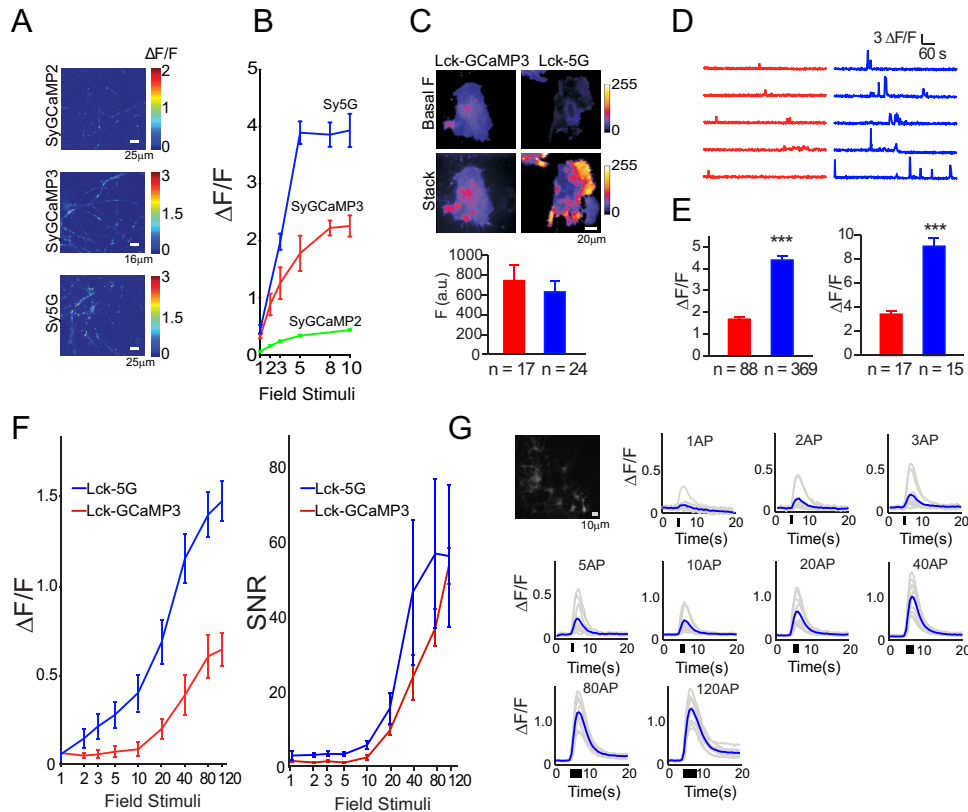 A
ΔF/F
SyGCaMP2
2
1.5
1
.5
0
25μm
SyGCaMP3
3
1.5
.6
0
16μm
Sy5G
3
2
1
0
25μm
B
ΔF/F
5
4
3
2
1
0
Sy5G
SyGCaMP3
SyGCaMP2
1 2 3 5 8 10
Field Stimuli
C
Lck-GCaMP3 Lck-5G
Basal F
255
0
Stack
255
0
20μm
F (a.u.)
1000
800
600
400
200
0
n = 17 n = 24
D
3 ΔF/F
60 s
E
ΔF/F
5
4
3
2
1
0
***
n = 88 n = 369
ΔF/F
10
8
6
4
2
0
***
n = 17 n = 15
F
ΔF/F
1.5
1.0
0.5
0
Lck-5G
Lck-GCaMP3
1 2 3 5 10 20 40 80 120
Field Stimuli
SNR
80
60
40
20
0
Lck-5G
Lck-GCaMP3
1 2 3 5 10 20 40 80 120
Field Stimuli
G
10μm
1AP
ΔF/F
0.5
0
0 10 20
Time(s)
2AP
0.5
0
0 10 20
Time(s)
3AP
0.5
0
0 10 20
Time(s)
5AP
ΔF/F
0.5
0
0 10 20
Time(s)
10AP
1.0
0
0 10 20
Time(s)
20AP
1.0
0
0 10 20
Time(s)
40AP
1.0
0
0 10 20
Time(s)
80AP
ΔF/F
1.0
0
0 10 20
Time(s)
120AP
1.0
0
0 10 20
Time(s)